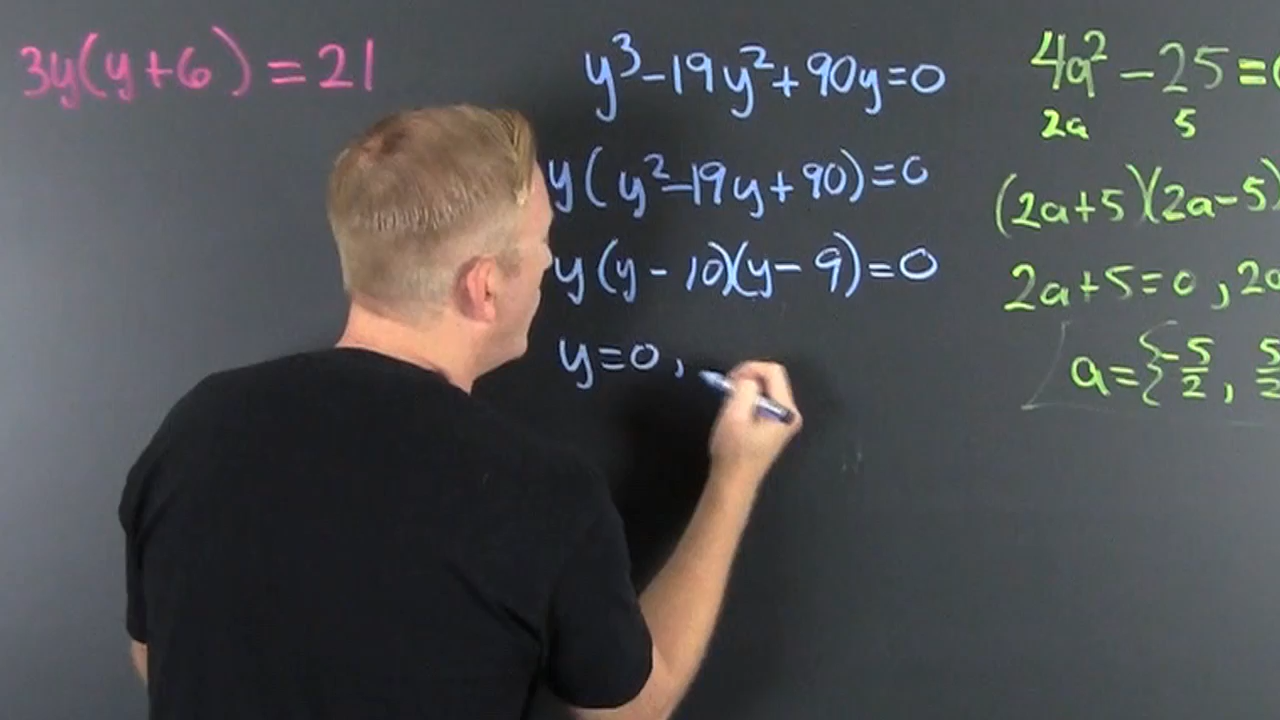 3y(y+6)=21
y³-19y²+90y=0
y(y²-19y+90)=0
y(y-10)(y-9)=0
y=0,
4a²-25=
2a 5
(2a+5)(2a-5)
2a+5=0, 2a
a={-5/2, 5/2